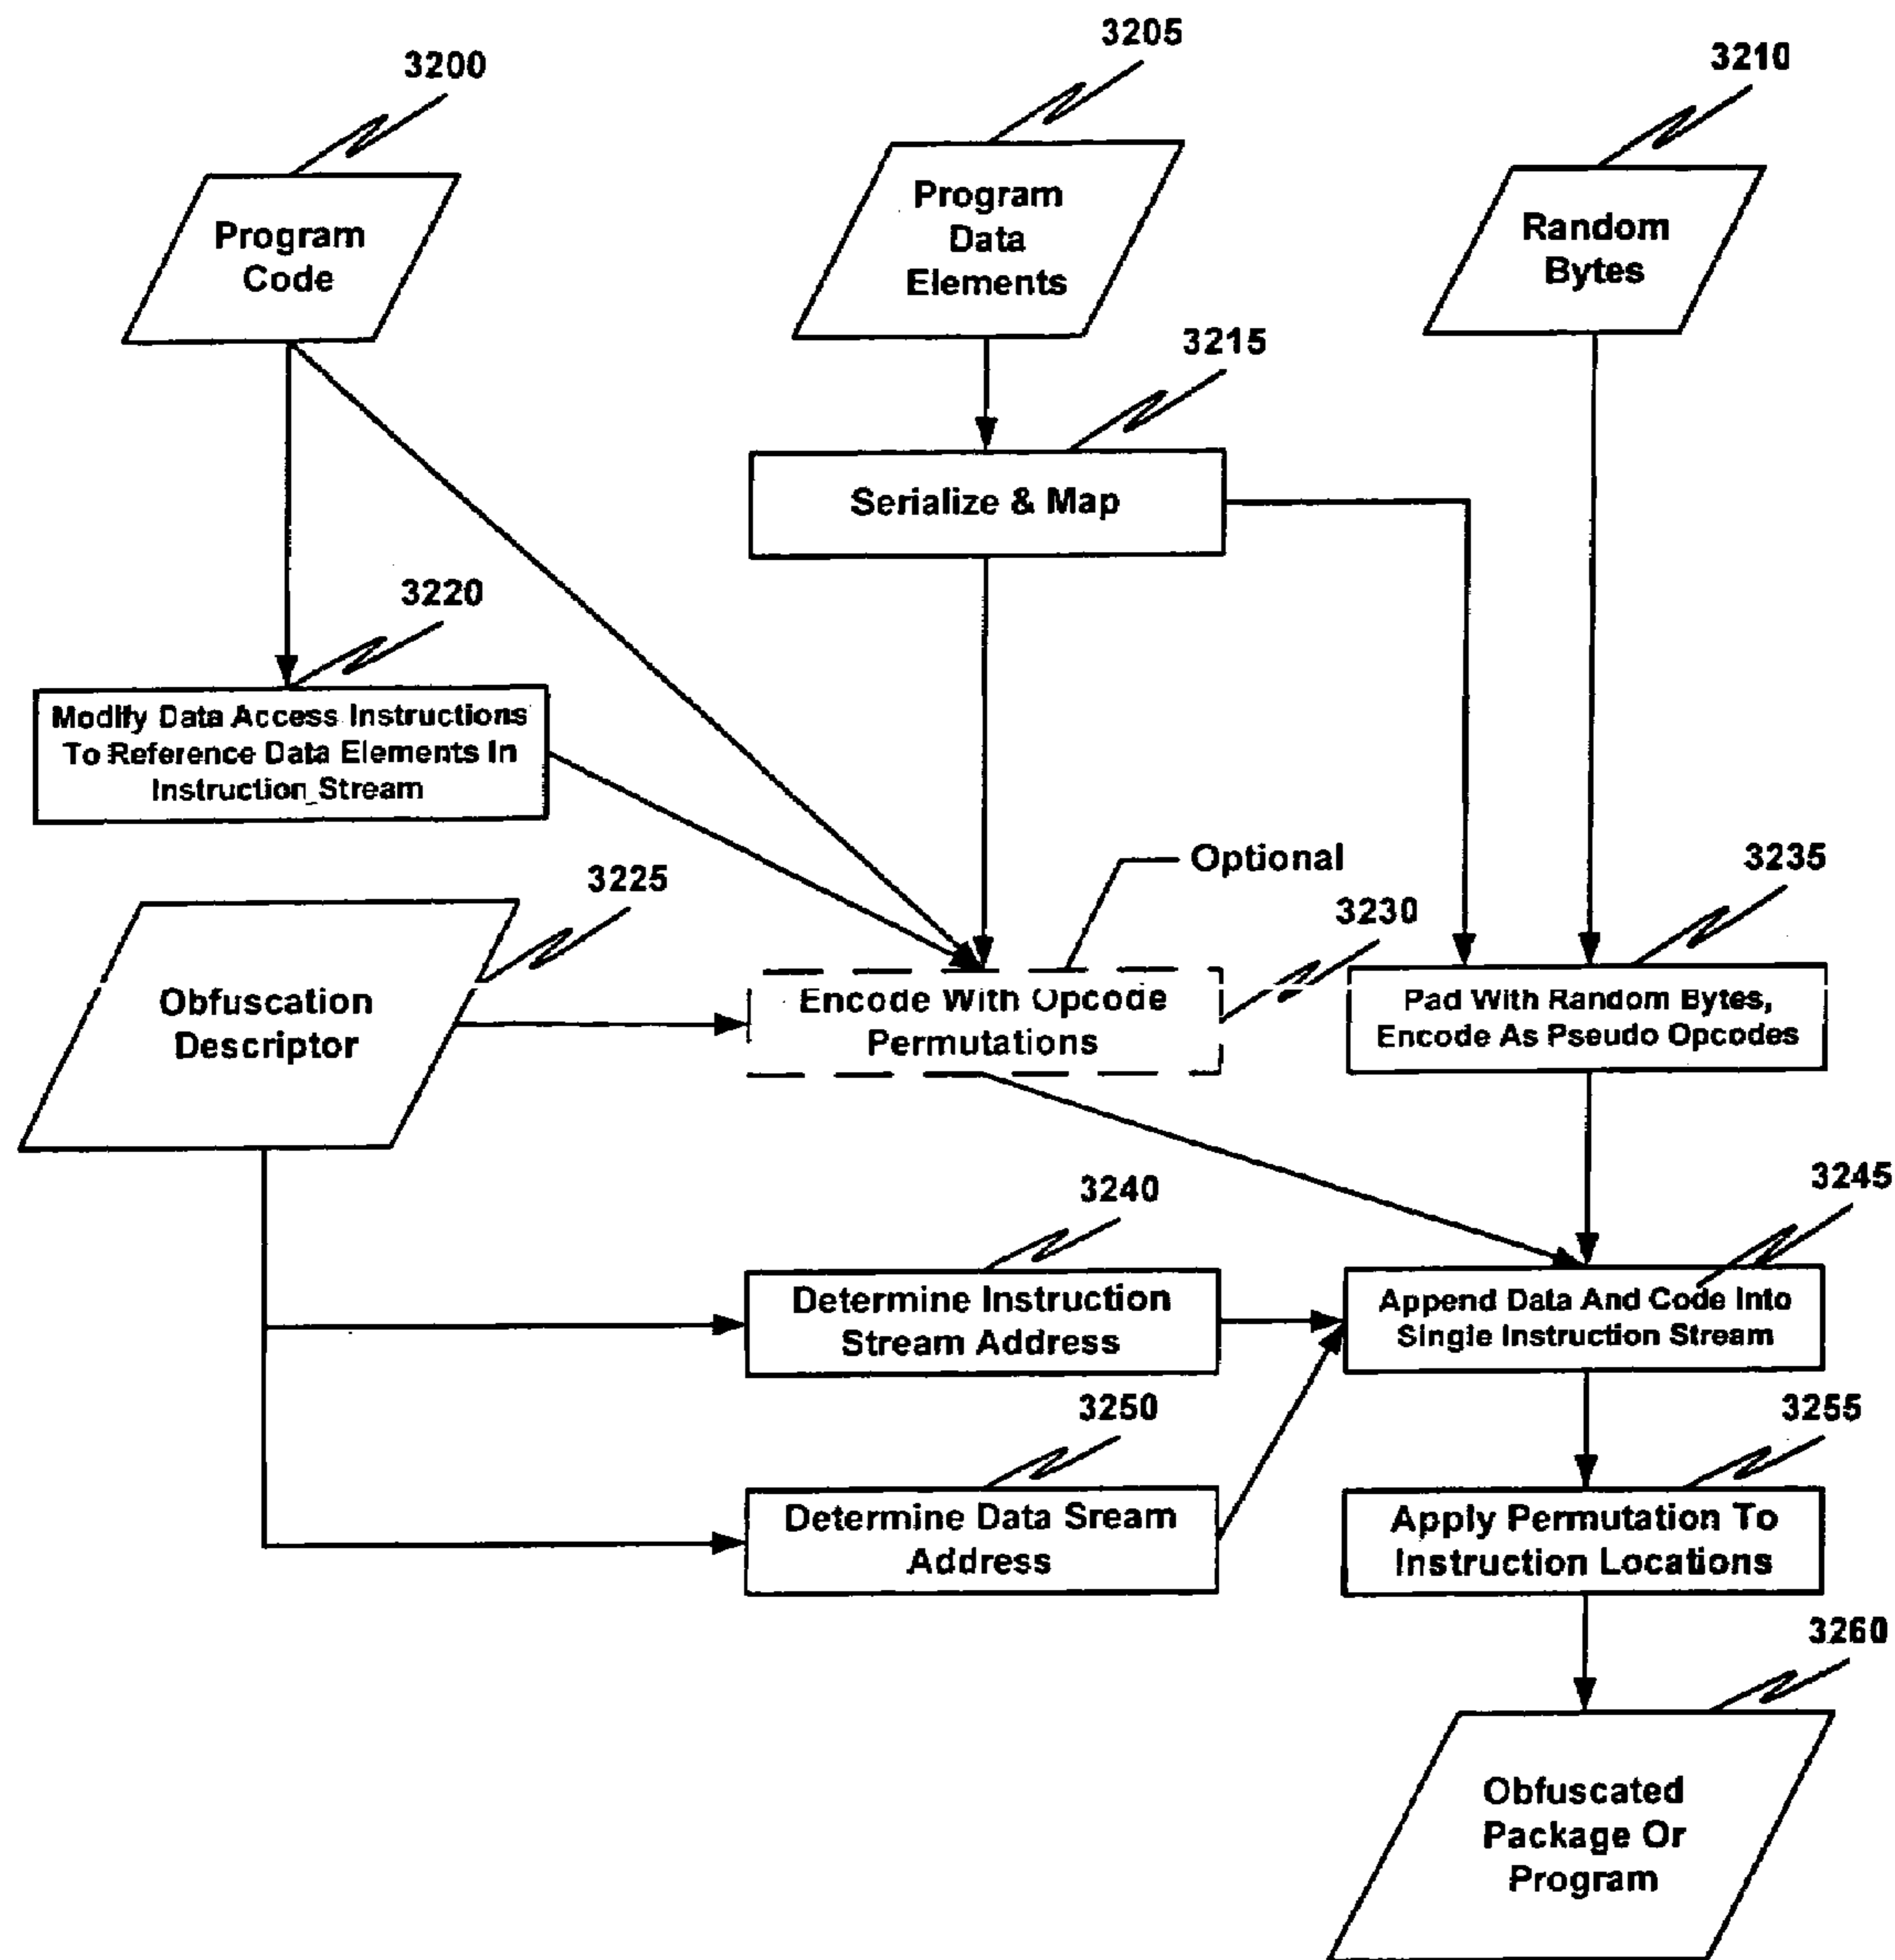 3200
3205
3210
Program
Code
Program
Data
Elements
Random
Bytes
3215
Serialize & Map
3220
Modify Data Access Instructions
To Reference Data Elements In
Instruction_Stream
Optional
3225
3230
3235
Obfuscation
Descriptor
Encode With Opcode
Permutations
Pad With Random Bytes,
Encode As Pseudo Opcodes
3240
3245
Determine Instruction
Stream Address
Append Data And Code Into
Single Instruction Stream
3250
3255
Determine Data Sream
Address
Apply Permutation To
Instruction Locations
3260
Obfuscated
Package Or
Program